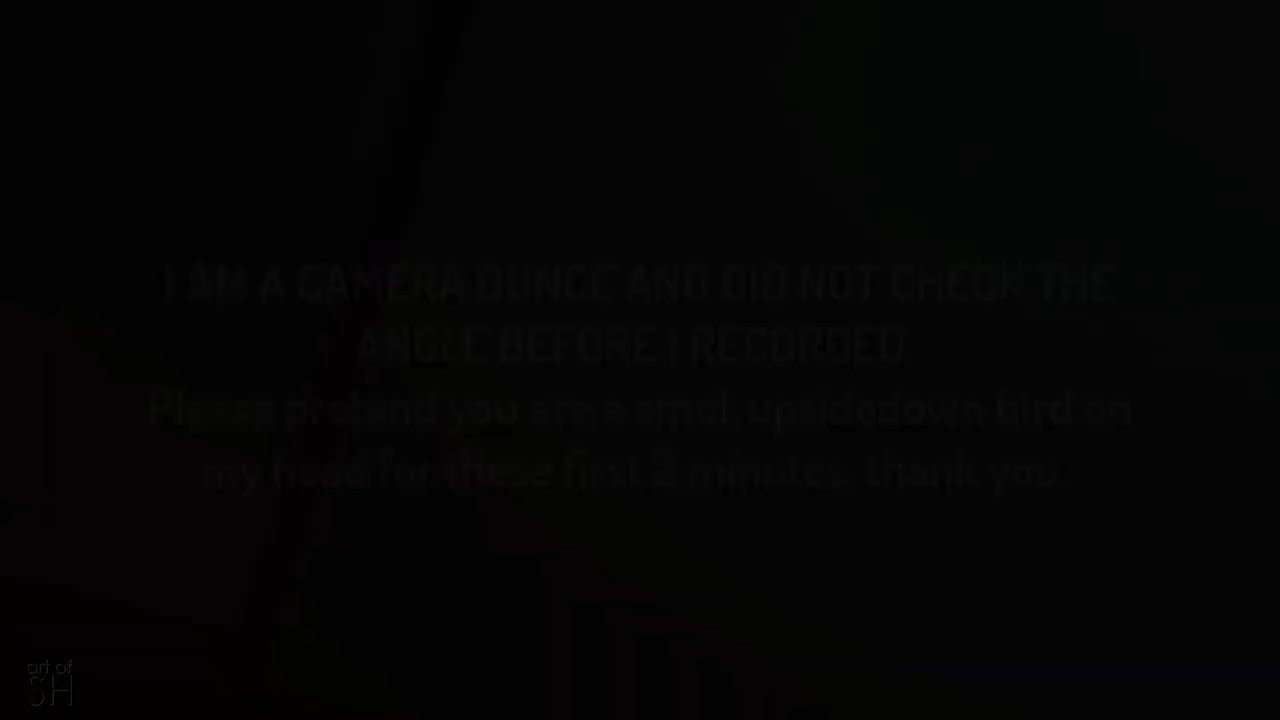 I AM A CAMERA DUNCE AND DID NOT CHECK THE
ANGLE BEFORE I RECORDED
Please pretend you are a smol upsidedown bird on
my head for these first 2 minutes, thank you.
art of
SH